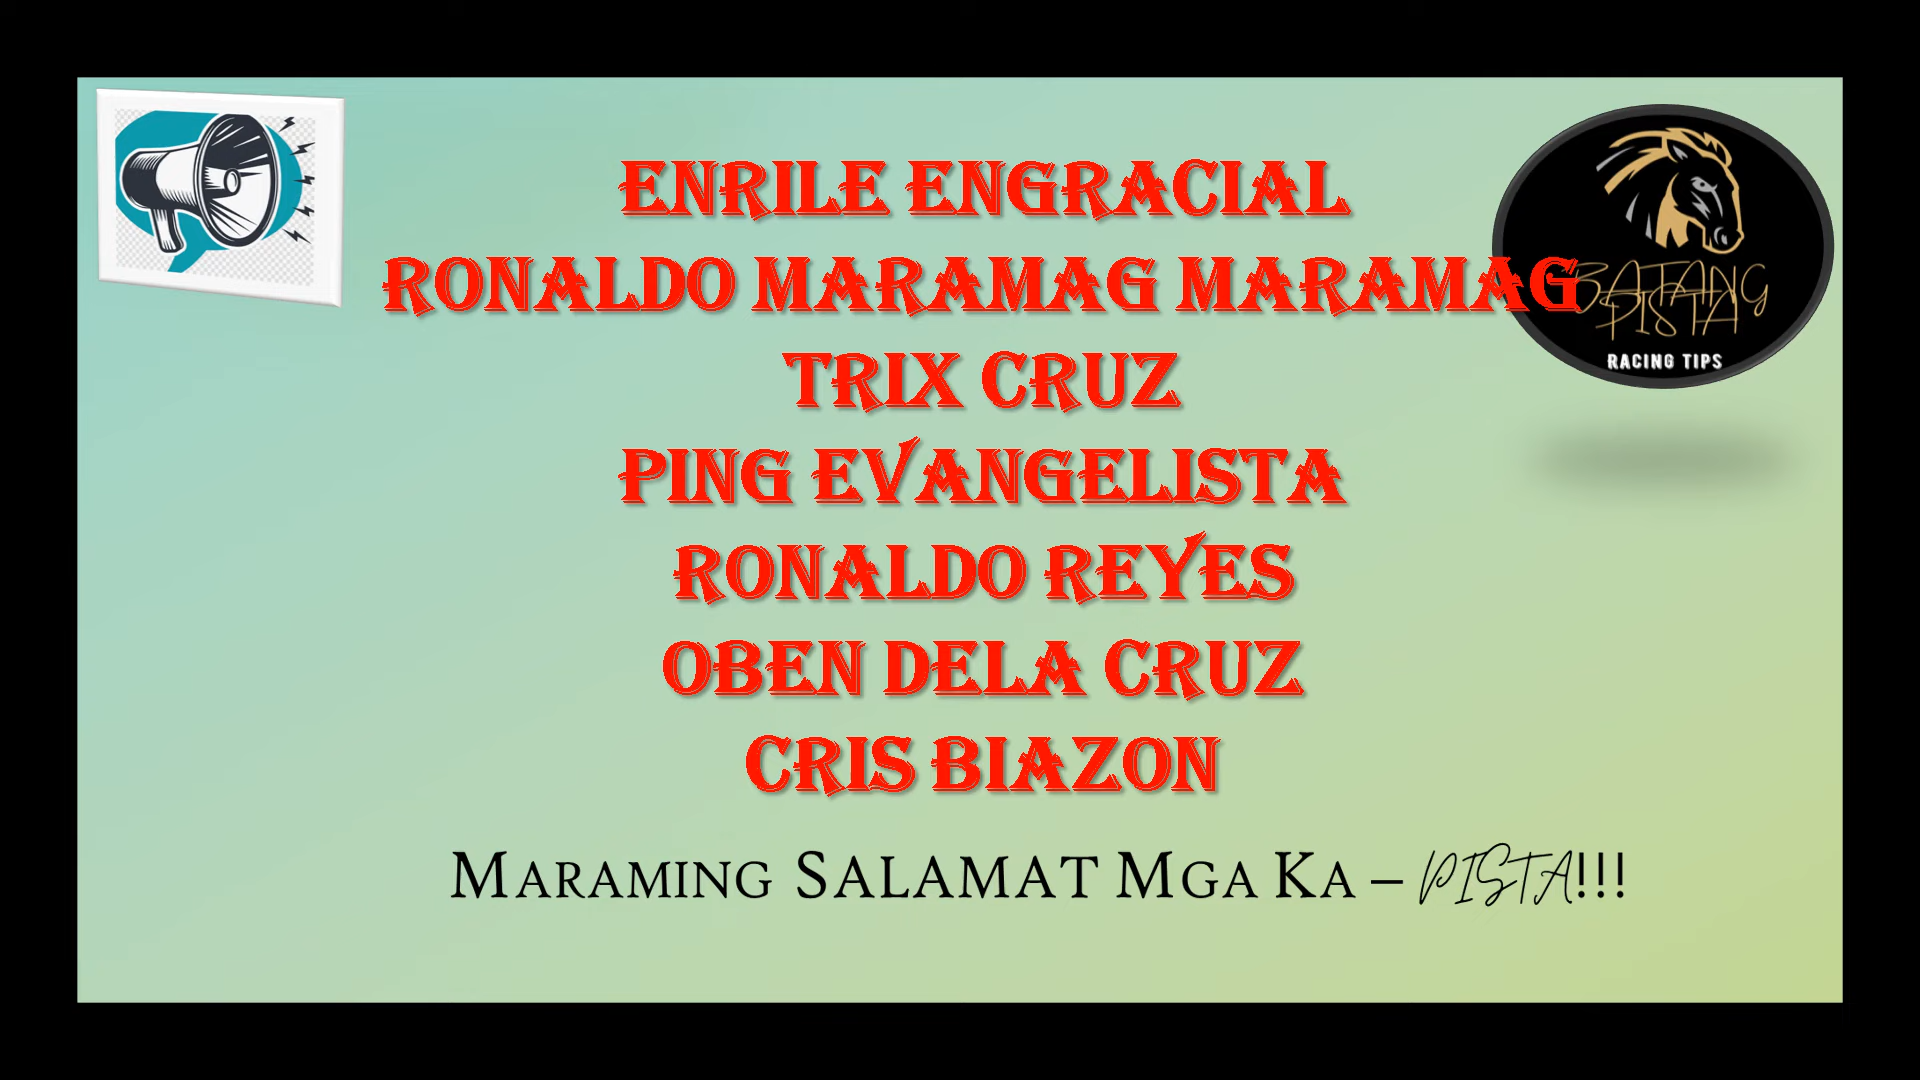 ENRILE ENGRACIAL
RONALDO MARAMAG MARAMAG
TRIX CRUZ
PING EVANGELISTA
RONALDO REYES
OBEN DELA CRUZ
CRIS BIAZON
MARAMING SALAMAT MGA KA – PISTA!!!
BATANG
PISTA
RACING TIPS